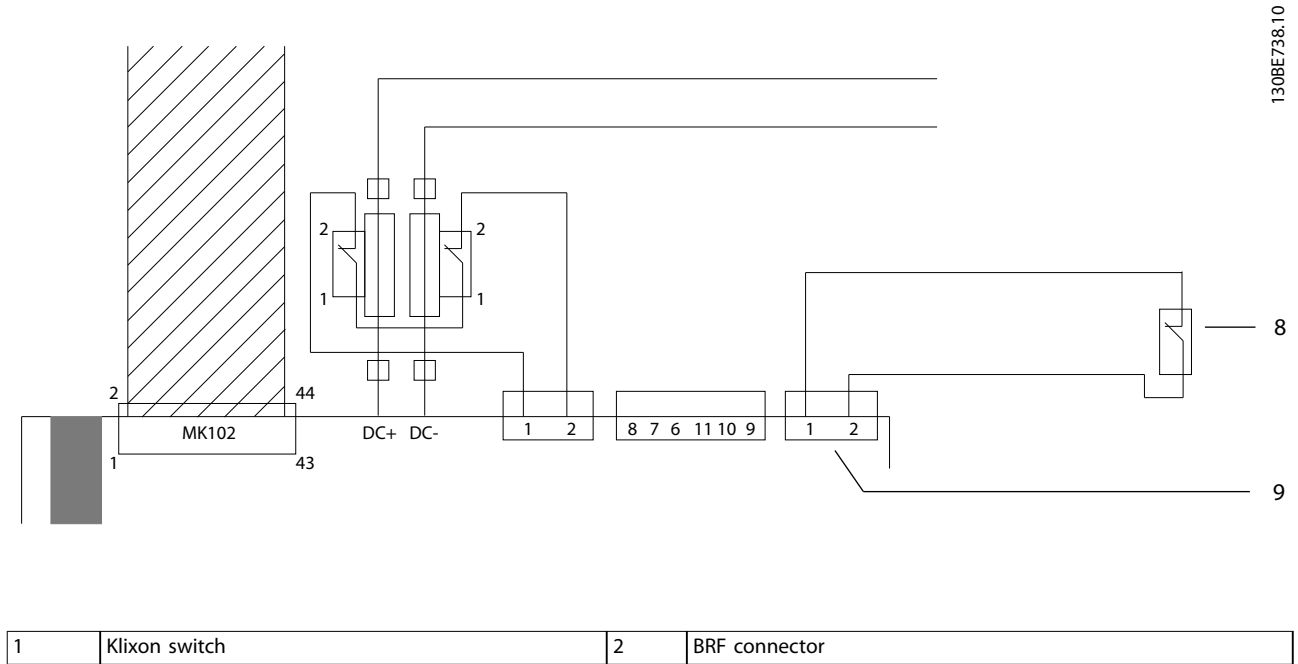 130BE738.10
2 2
1 1
8
2 44
MK102 DC+ DC- 1 2 8 7 6 11 10 9 1 2
1 43
9
1 Klixon switch 2 BRF connector